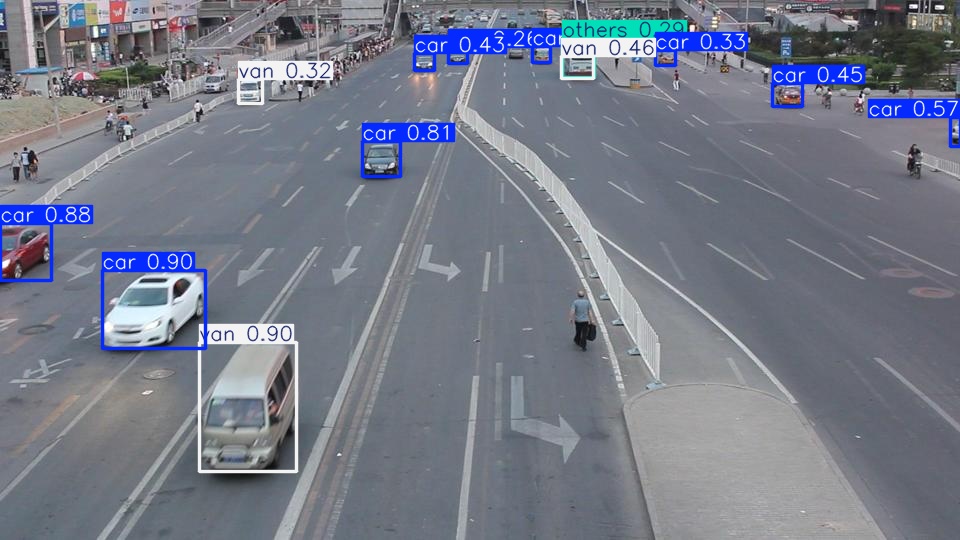 others 0.29
car 0.43
car
van 0.46
car 0.33
van 0.32
car 0.45
car 0.57
car 0.81
car 0.88
car 0.90
van 0.90